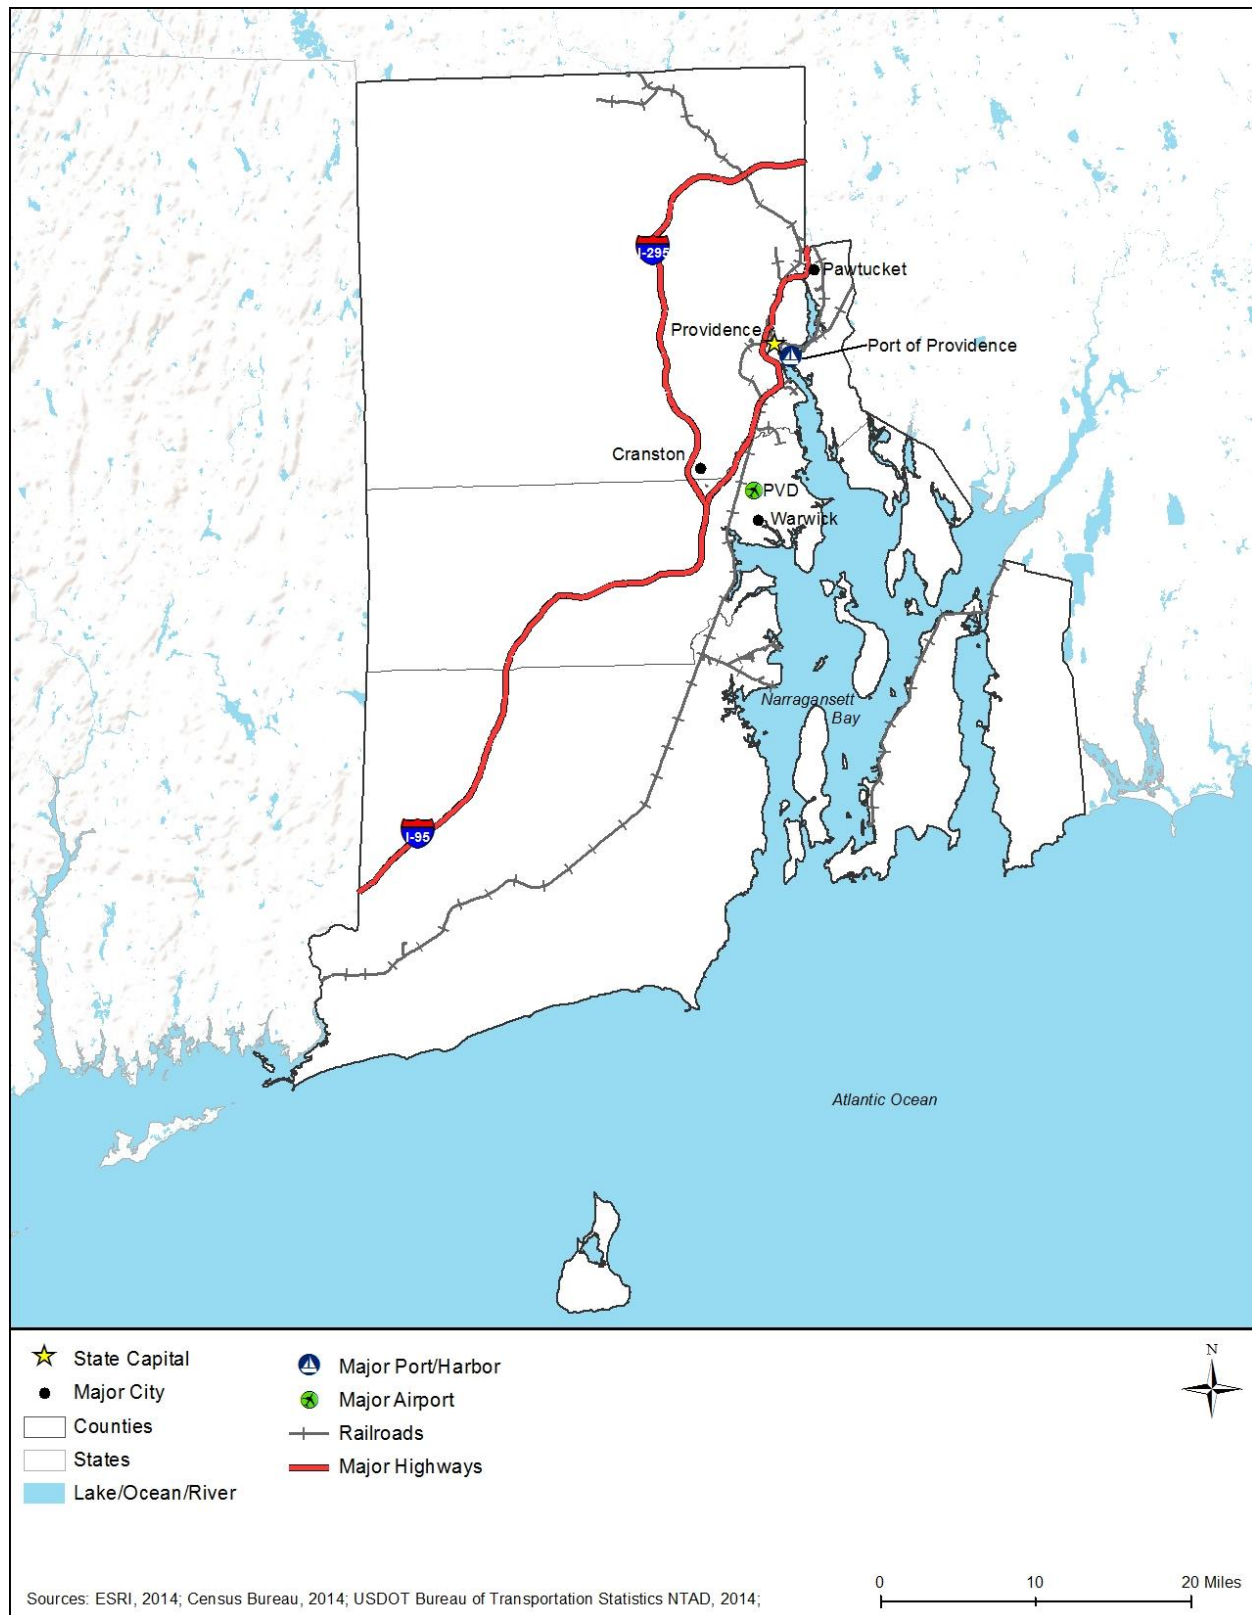 I-295
Pawtucket
Providence
Port of Providence
Cranston
PVD
Warwick
Narragansett
Bay
I-95
Atlantic Ocean
State Capital
Major City
Counties
States
Lake/Ocean/River
Major Port/Harbor
Major Airport
Railroads
Major Highways
N
0 10 20 Miles
Sources: ESRI, 2014; Census Bureau, 2014; USDOT Bureau of Transportation Statistics NTAD, 2014;